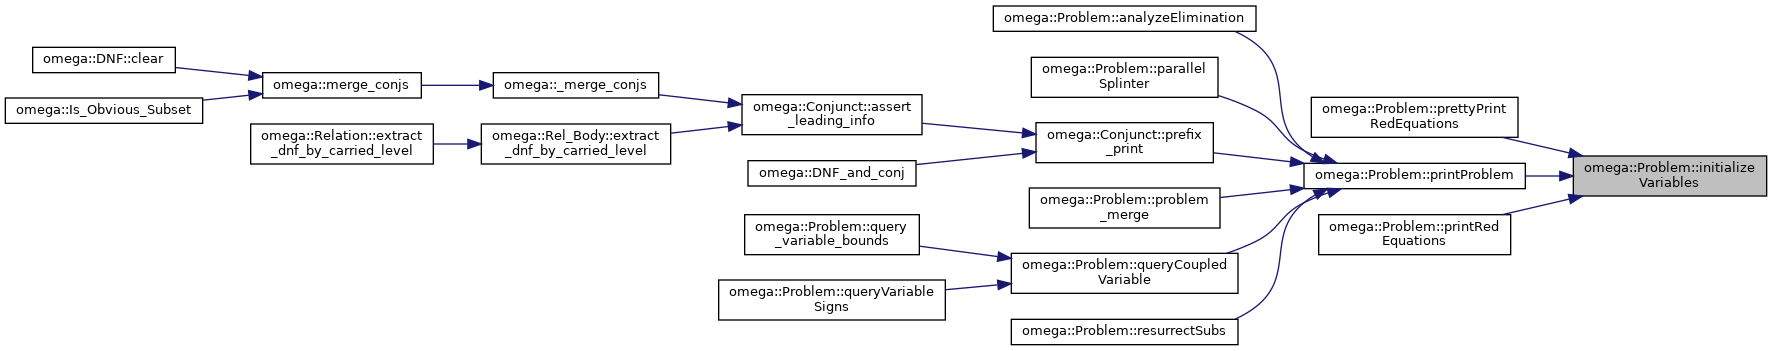 omega::Problem::analyzeElimination
omega::DNF::clear
omega::Problem::parallel
Splinter
omega::merge_conjs
omega::_merge_conjs
omega::Is_Obvious_Subset
omega::Conjunct::assert
_leading_info
omega::Problem::prettyPrint
RedEquations
omega::Relation::extract
_dnf_by_carried_level
omega::Rel_Body::extract
_dnf_by_carried_level
omega::Conjunct::prefix
_print
omega::DNF_and_conj
omega::Problem::printProblem
omega::Problem::initialize
Variables
omega::Problem::problem
_merge
omega::Problem::query
_variable_bounds
omega::Problem::printRed
Equations
omega::Problem::queryCoupled
Variable
omega::Problem::queryVariable
Signs
omega::Problem::resurrectSubs